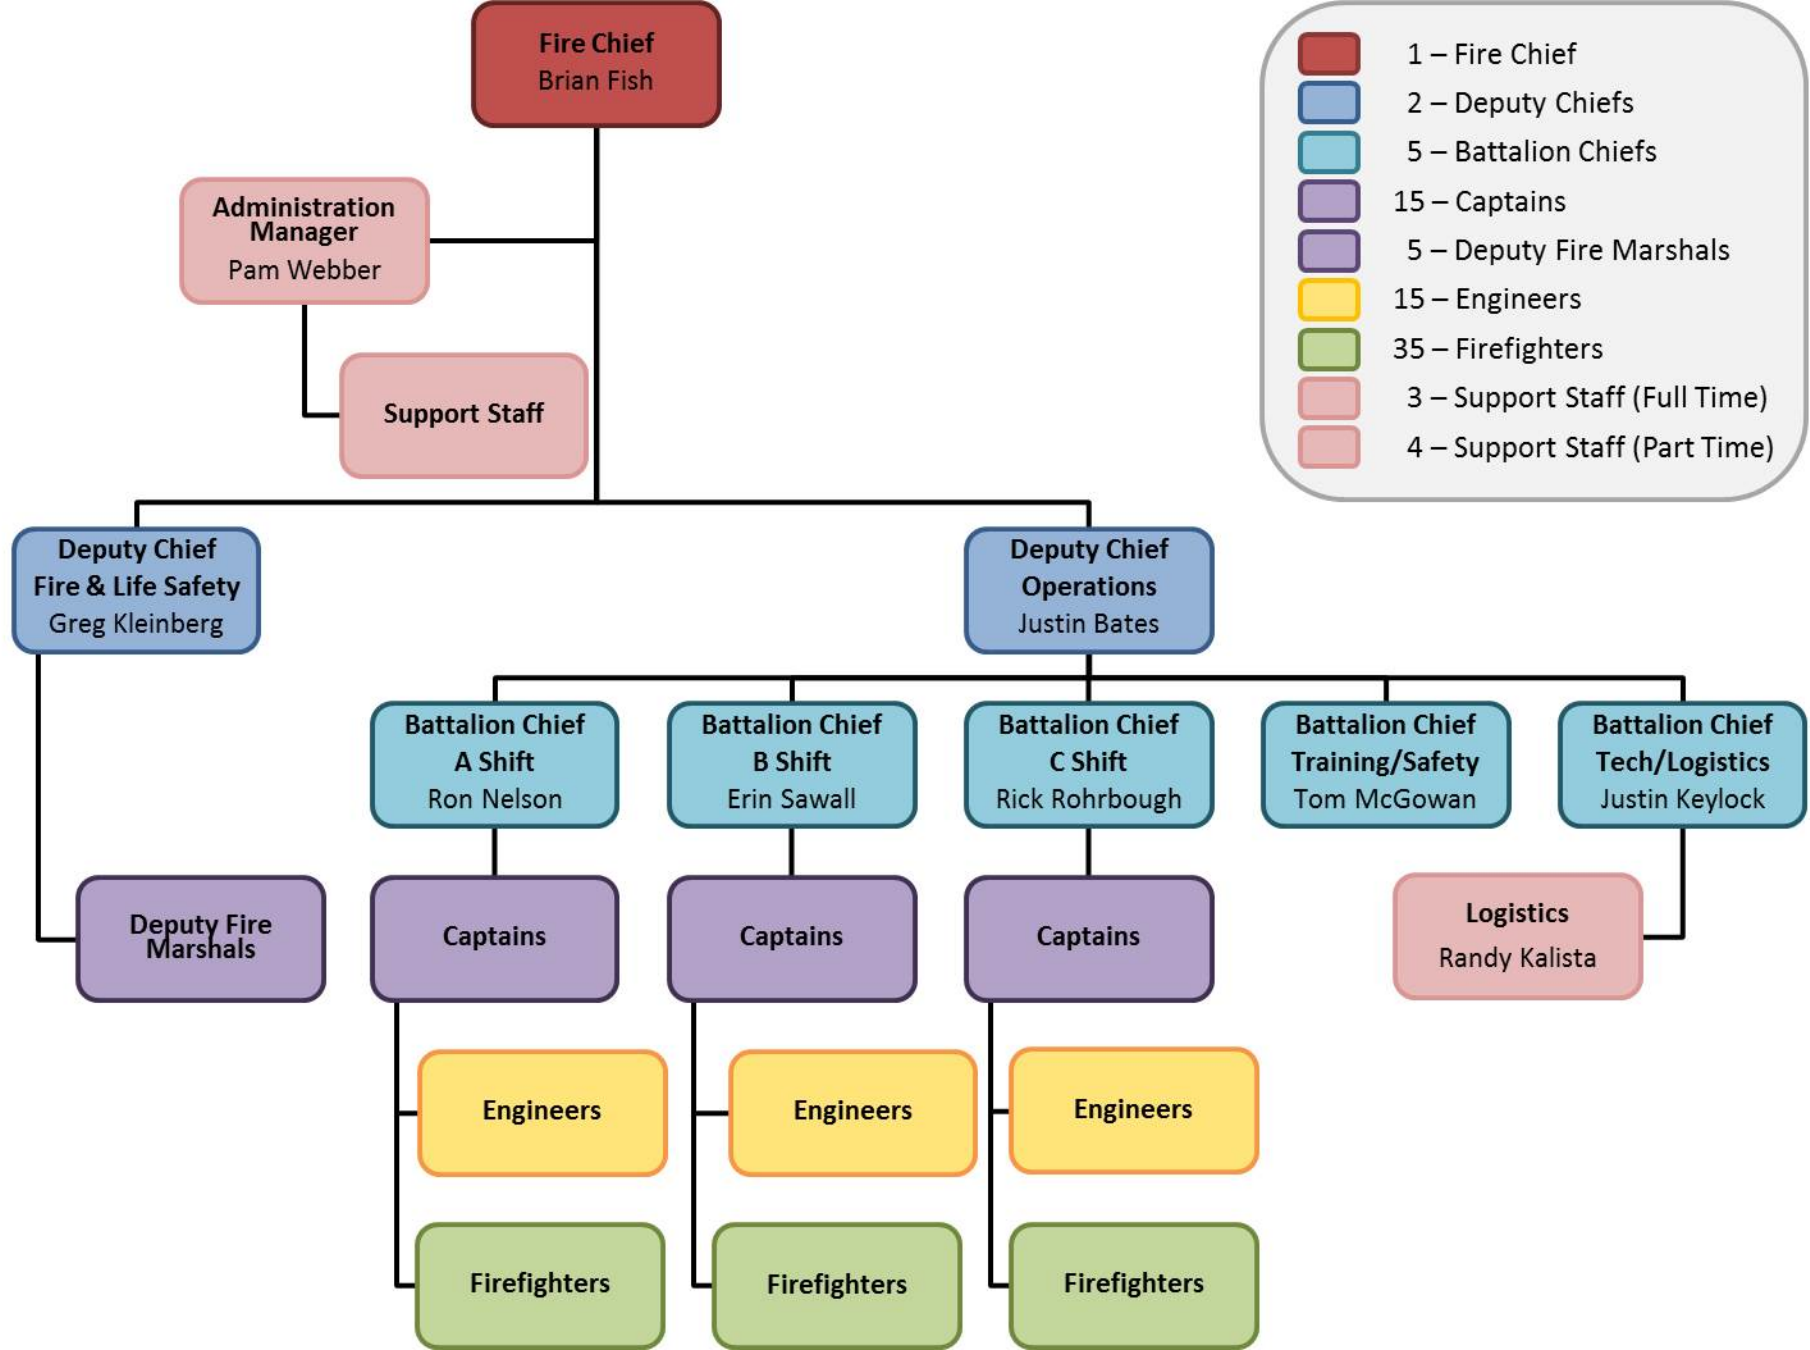 Fire Chief
Brian Fish
1 – Fire Chief
2 – Deputy Chiefs
5 – Battalion Chiefs
15 – Captains
5 – Deputy Fire Marshals
15 – Engineers
35 – Firefighters
3 – Support Staff (Full Time)
4 – Support Staff (Part Time)
Administration
Manager
Pam Webber
Support Staff
Deputy Chief
Fire & Life Safety
Greg Kleinberg
Deputy Chief
Operations
Justin Bates
Battalion Chief
A Shift
Ron Nelson
Battalion Chief
B Shift
Erin Sawall
Battalion Chief
C Shift
Rick Rohrbough
Battalion Chief
Training/Safety
Tom McGowan
Battalion Chief
Tech/Logistics
Justin Keylock
Deputy Fire
Marshals
Captains
Captains
Captains
Logistics
Randy Kalista
Engineers
Engineers
Engineers
Firefighters
Firefighters
Firefighters